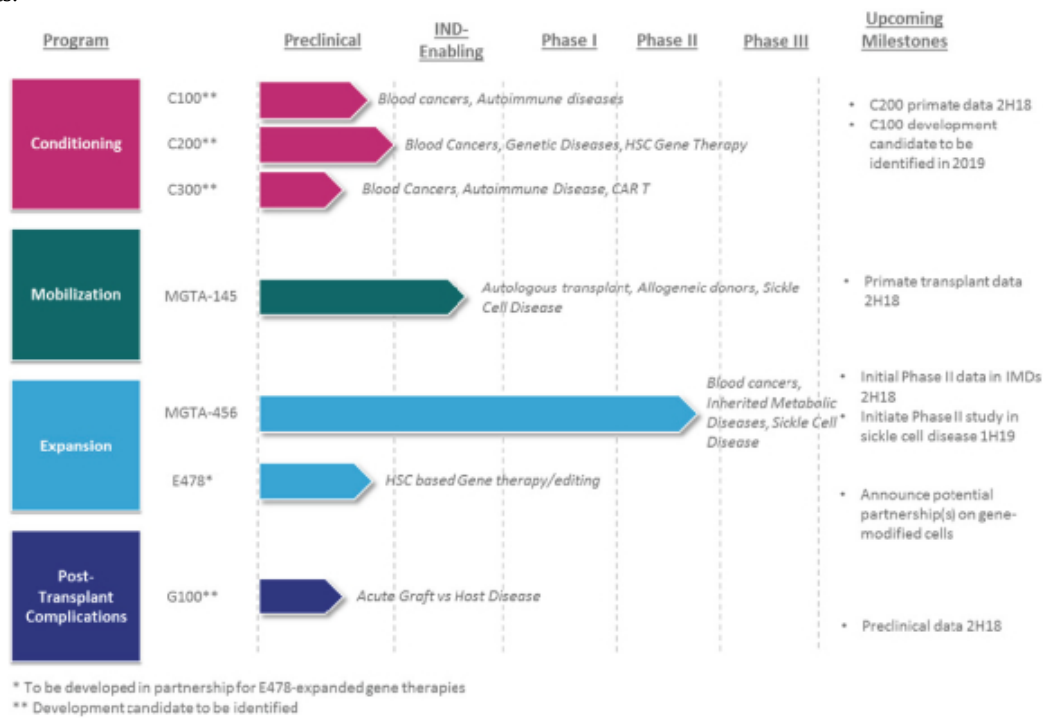 Program
Preclinical
IND-
Enabling
Phase I
Phase II
Phase III
Upcoming
Milestones
Conditioning
C100**
Blood cancers, Autoimmune diseases
C200**
Blood Cancers, Genetic Diseases, HSC Gene Therapy
C300**
Blood Cancers, Autoimmune Disease, CAR T
• C200 primate data 2H18
• C100 development
candidate to be
identified in 2019
Mobilization
MGTA-145
Autologous transplant, Allogeneic donors, Sickle
Cell Disease
• Primate transplant data
2H18
Expansion
MGTA-456
Blood cancers,
Inherited Metabolic
Diseases, Sickle Cell
Disease
• Initial Phase II data in IMDs
2H18
• Initiate Phase II study in
sickle cell disease 1H19
E478*
HSC based Gene therapy/editing
• Announce potential
partnership(s) on gene-
modified cells
Post-
Transplant
Complications
G100**
Acute Graft vs Host Disease
• Preclinical data 2H18
* To be developed in partnership for E478-expanded gene therapies
** Development candidate to be identified